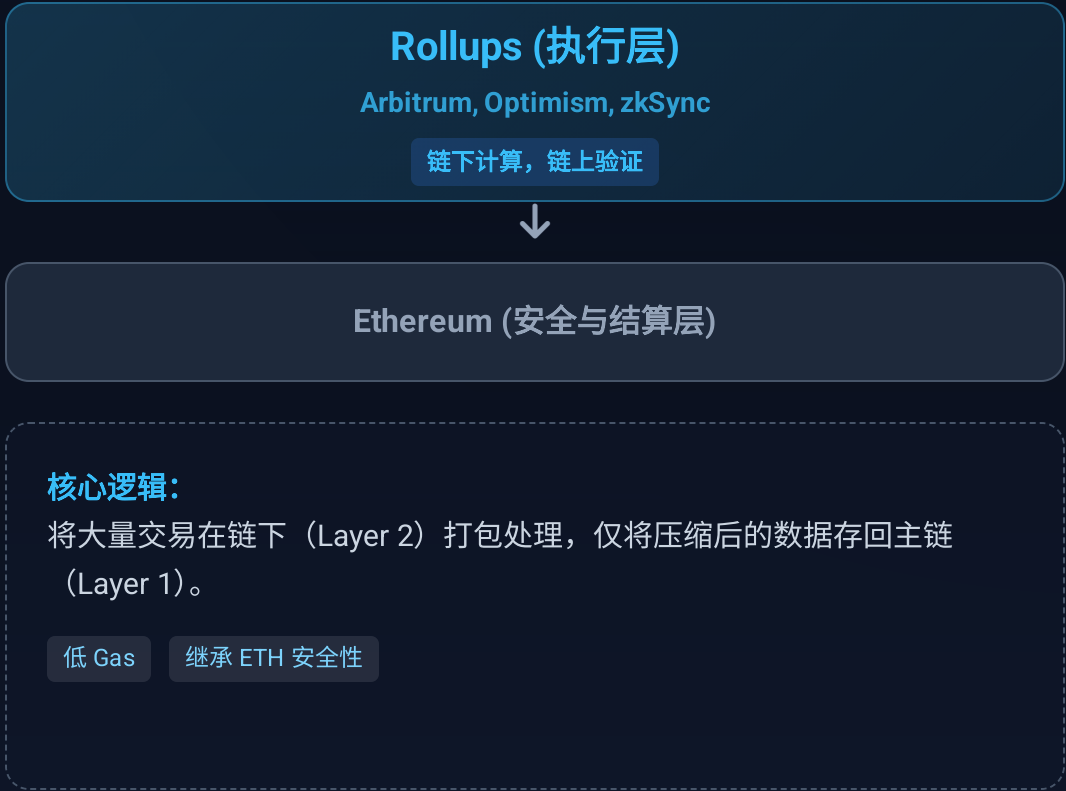 Rollups (执行层)
Arbitrum, Optimism, zkSync
链下计算，链上验证
Ethereum (安全与结算层)
核心逻辑：
将大量交易在链下（Layer 2）打包处理，仅将压缩后的数据存回主链
（Layer 1）。
低 Gas
继承 ETH 安全性